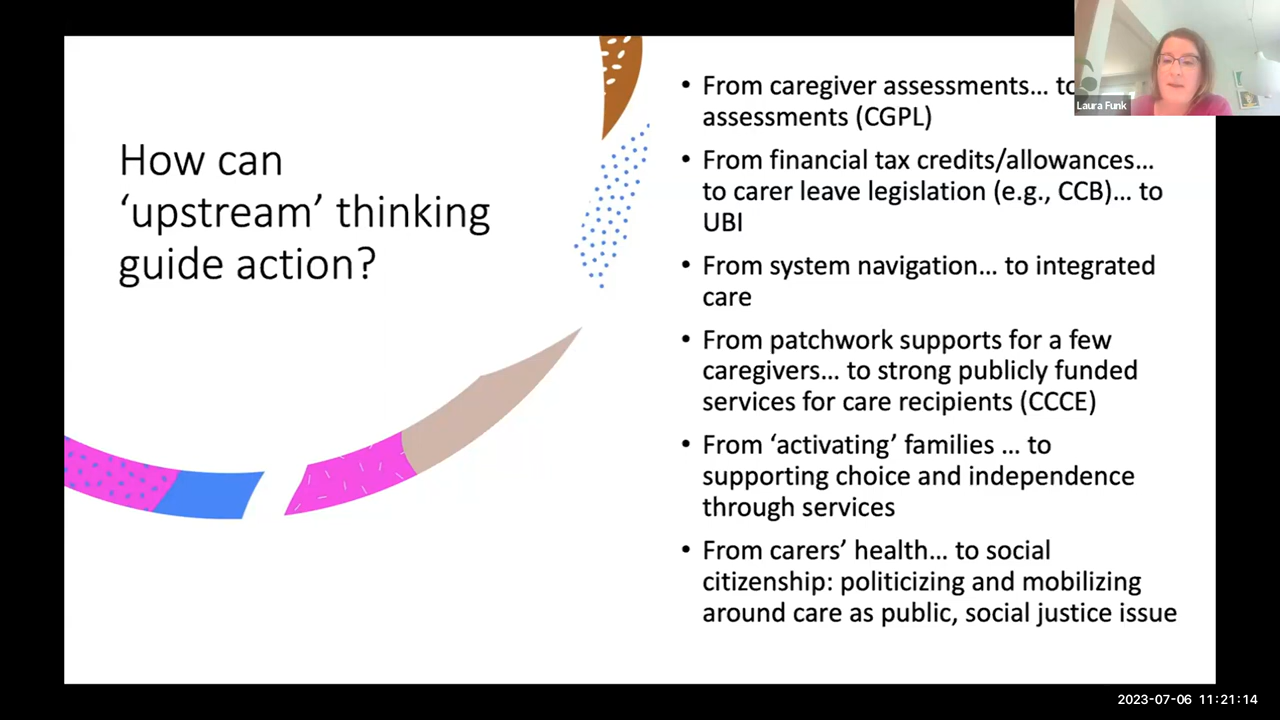 How can
‘upstream’ thinking
guide action?
• From caregiver assessments… to
assessments (CGPL)
• From financial tax credits/allowances…
to carer leave legislation (e.g., CCB)… to
UBI
• From system navigation… to integrated
care
• From patchwork supports for a few
caregivers… to strong publicly funded
services for care recipients (CCCE)
• From ‘activating’ families … to
supporting choice and independence
through services
• From carers’ health… to social
citizenship: politicizing and mobilizing
around care as public, social justice issue
Laura Funk
2023-07-06 11:21:14